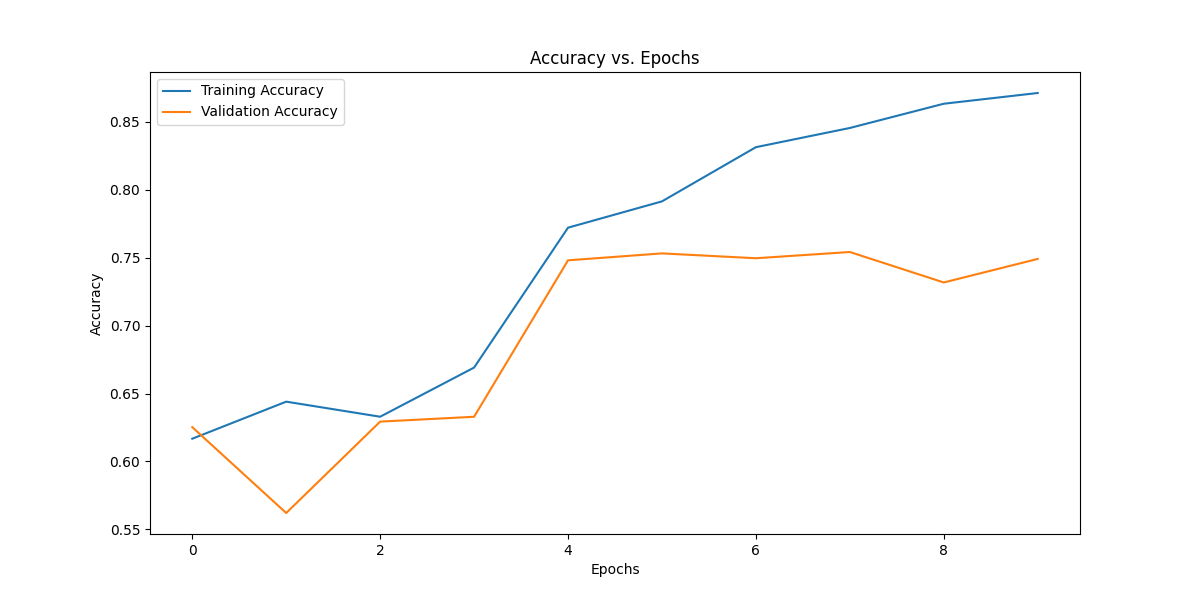 Accuracy vs. Epochs
Training Accuracy
Validation Accuracy
0.85
0.80
0.75
0.70
0.65
0.60
0.55
Accuracy
0 2 4 6 8
Epochs